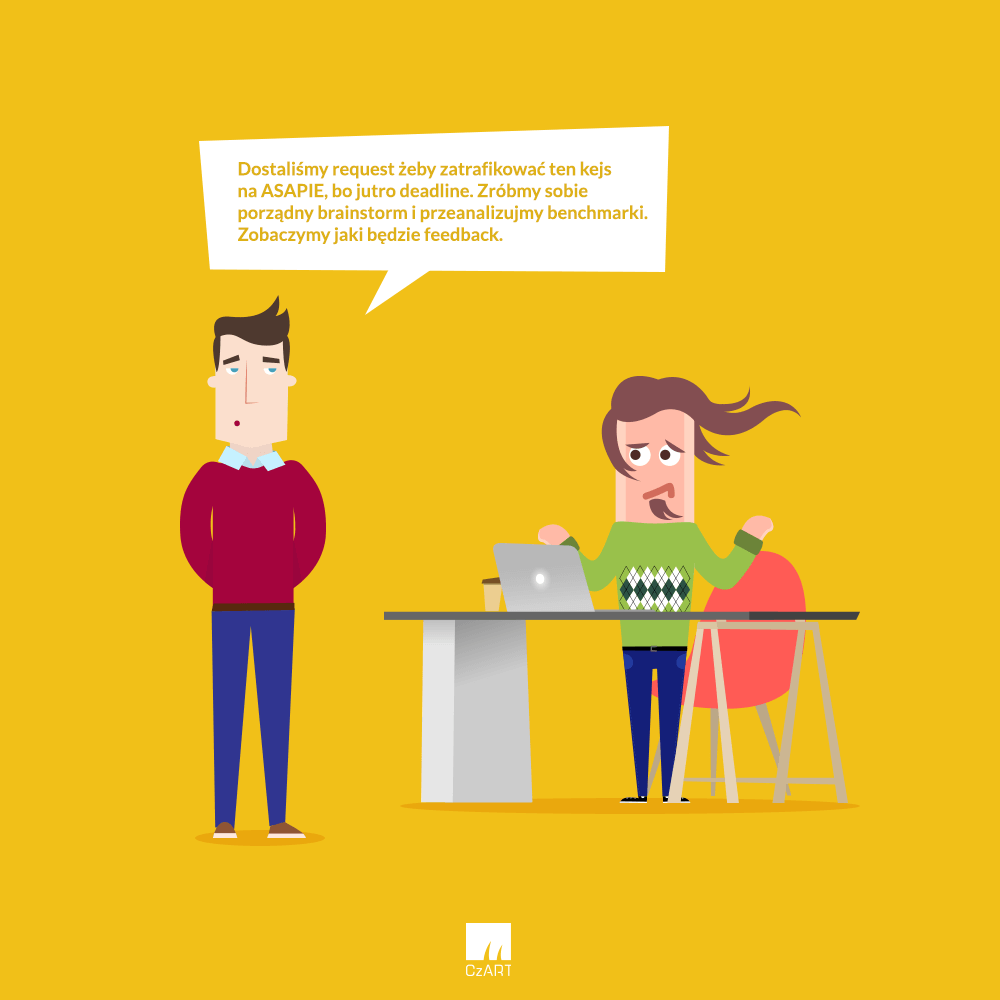 Dostaliśmy request żeby zatrafikować ten kejs
na ASAPIE, bo jutro deadline. Zróbmy sobie
porządny brainstorm i przeanalizujmy benchmarki.
Zobaczymy jaki będzie feedback.
CzART